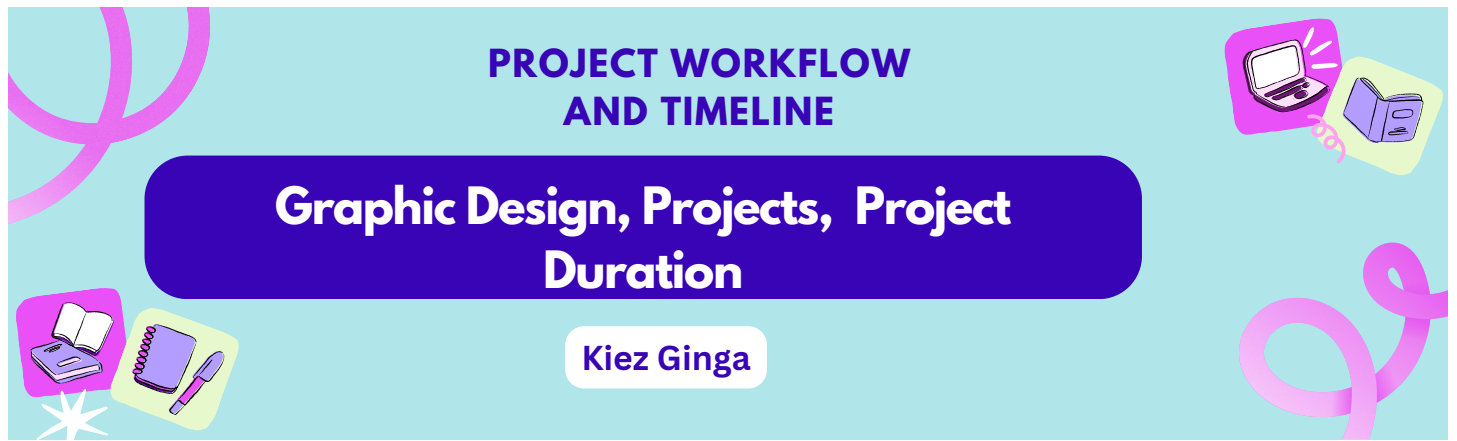 PROJECT WORKFLOW
AND TIMELINE
Graphic Design, Projects,  Project
Duration
Kiez Ginga